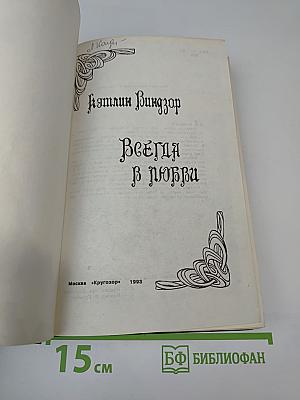 Кэтлин Виндзор
Всегда
в любви
Москва «Кругозор» 1993
15 см
БФ БИБЛИОФАН